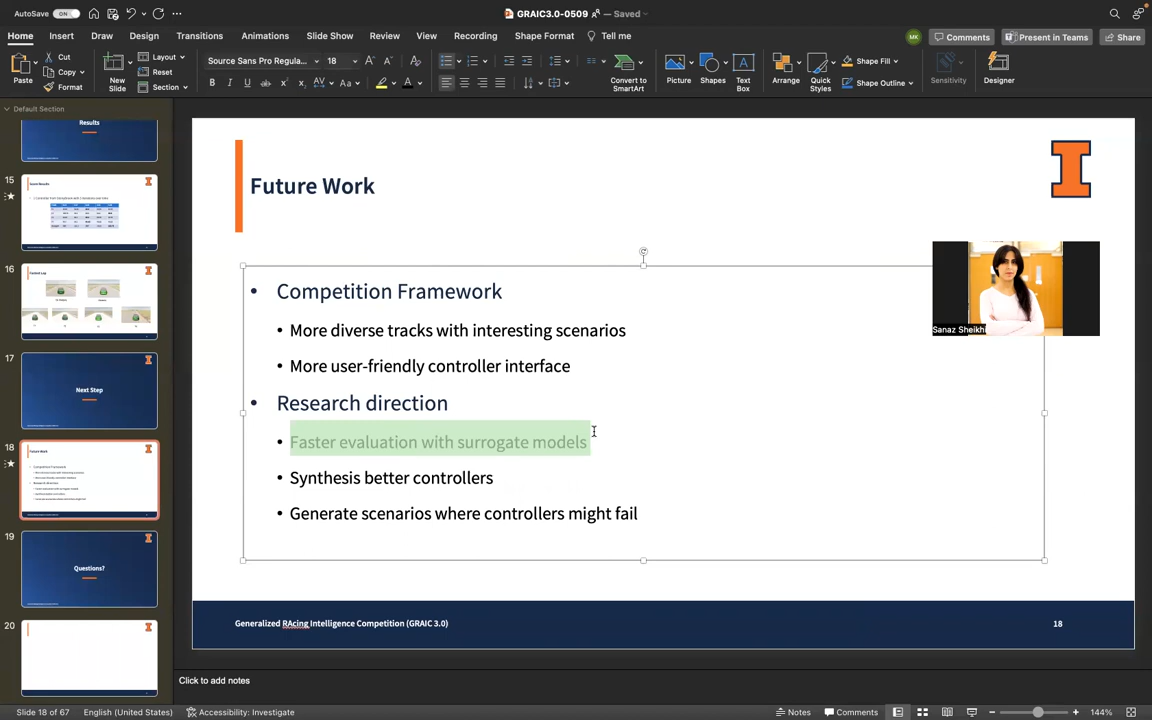 AutoSave ON
GRAIC3.0-0509 — Saved
Home Insert Draw Design Transitions Animations Slide Show Review View Recording Shape Format Tell me
MK Comments Present in Teams Share
Paste
Cut
Copy
Format
New Slide
Layout
Reset
Section
Source Sans Pro Regula... 18
Convert to SmartArt
Picture
Shapes
Text Box
Arrange
Quick Styles
Shape Fill
Shape Outline
Sensitivity
Designer
Default Section
Results
15
16
17
Next Step
18
Future Work
19
Questions?
20
Future Work
• Competition Framework
• More diverse tracks with interesting scenarios
• More user-friendly controller interface
• Research direction
• Faster evaluation with surrogate models
• Synthesis better controllers
• Generate scenarios where controllers might fail
Sanaz Sheikhi
Generalized RAcing Intelligence Competition (GRAIC 3.0)
18
Click to add notes
Slide 18 of 67 English (United States) Accessibility: Investigate Notes Comments 144%